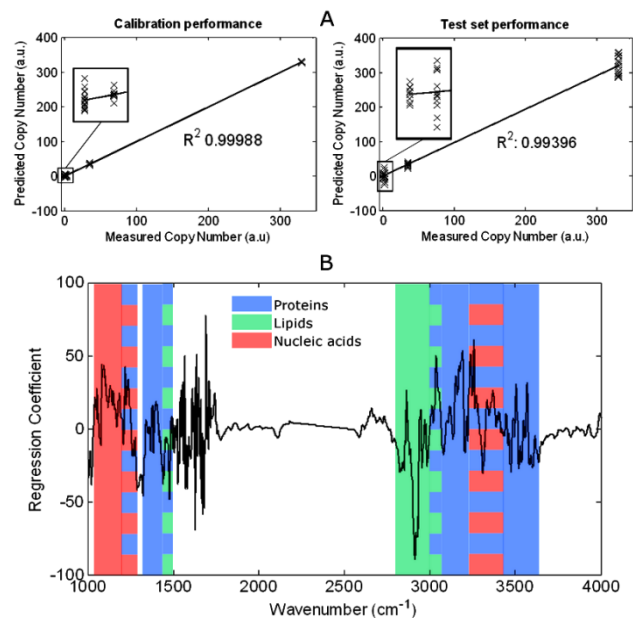 Calibration performance
A
Test set performance
400
300
200
100
0
-100
Predicted Copy Number (a.u.)
R² 0.99988
0
100
200
300
Measured Copy Number (a.u)
400
300
200
100
0
-100
Predicted Copy Number (a.u.)
R²: 0.99396
0
100
200
300
Measured Copy Number (a.u.)
B
100
50
0
-50
-100
Regression Coefficient
Proteins
Lipids
Nucleic acids
1000
1500
2000
2500
3000
3500
4000
Wavenumber (cm⁻¹)